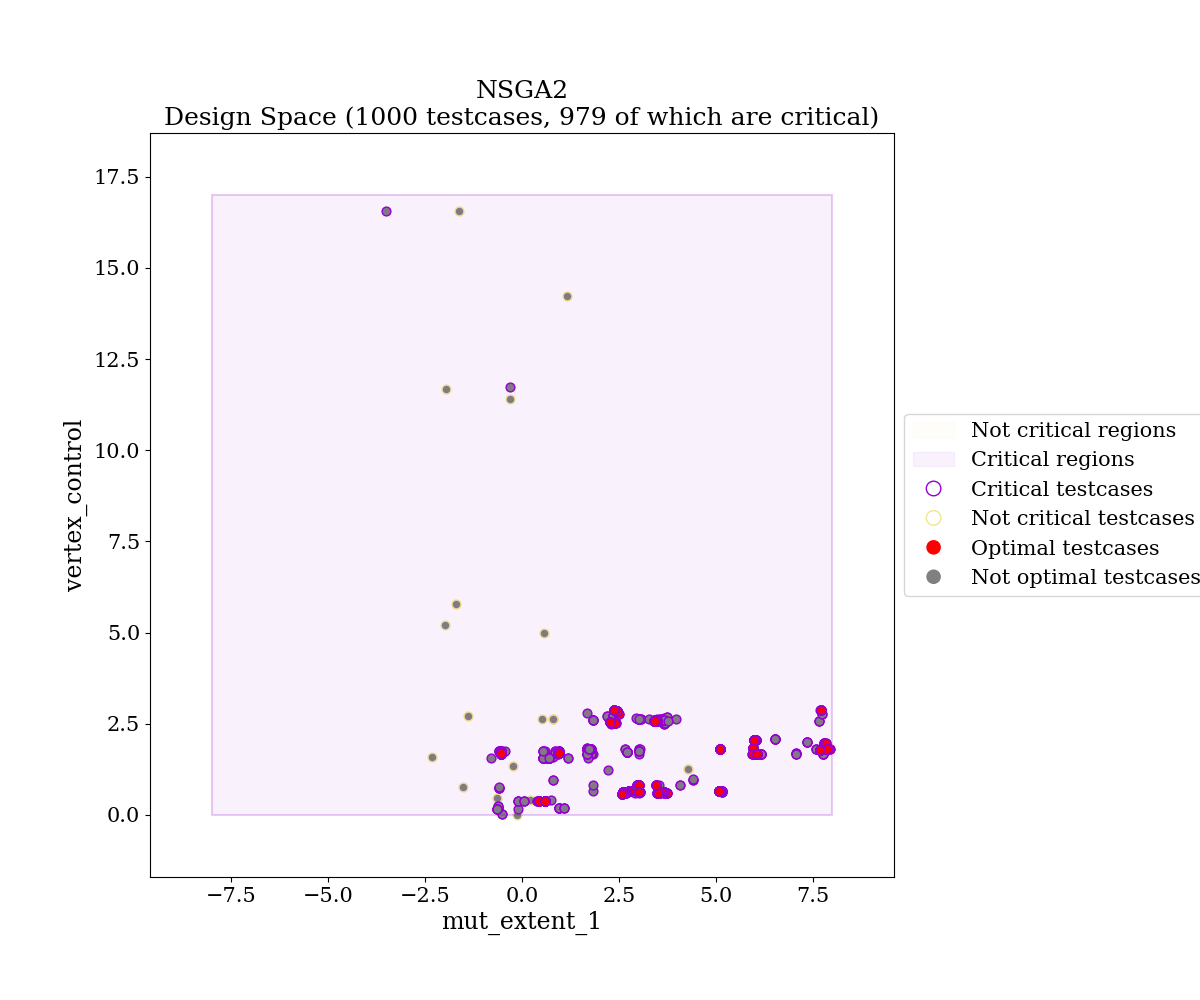 NSGA2
Design Space (1000 testcases, 979 of which are critical)
17.5
15.0
12.5
10.0
7.5
5.0
2.5
0.0
vertex_control
−7.5 −5.0 −2.5 0.0 2.5 5.0 7.5
mut_extent_1
Not critical regions
Critical regions
Critical testcases
Not critical testcases
Optimal testcases
Not optimal testcases